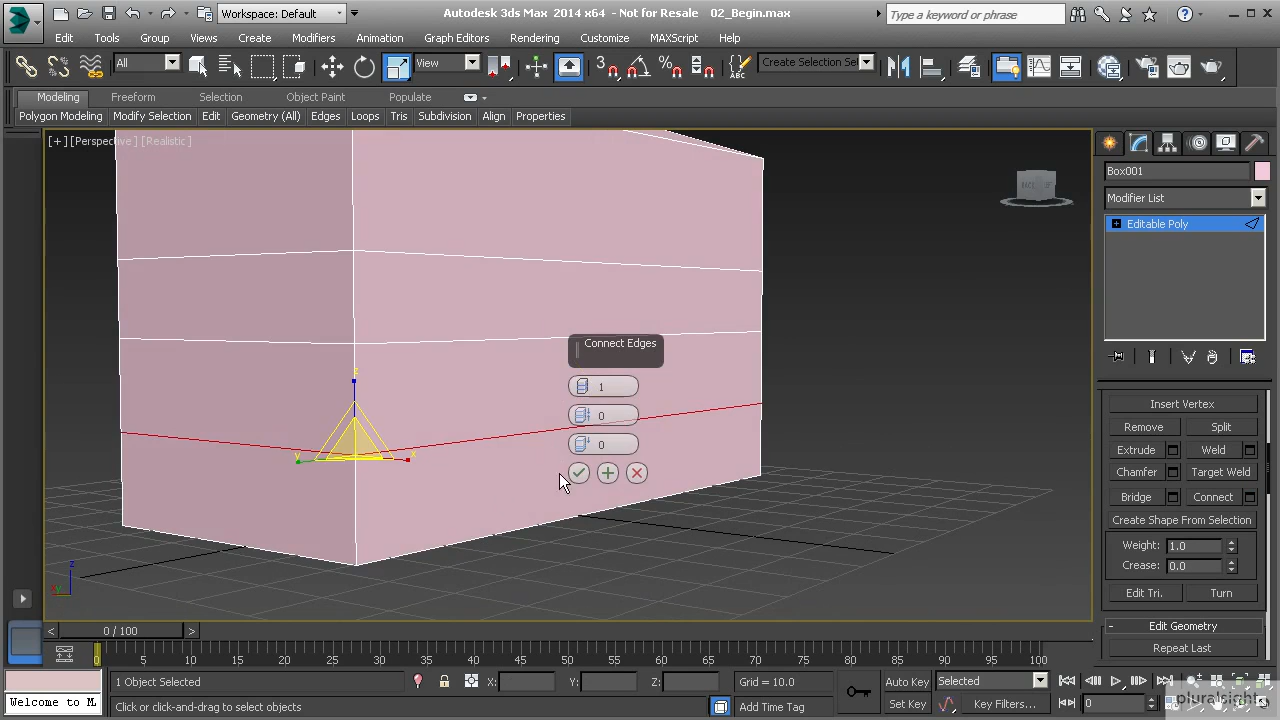 Workspace: Default
Autodesk 3ds Max 2014 x64 - Not for Resale 02_Begin.max
Type a keyword or phrase
Edit Tools Group Views Create Modifiers Animation Graph Editors Rendering Customize MAXScript Help
All
View
Create Selection Se
Modeling Freeform Selection Object Paint Populate
Polygon Modeling Modify Selection Edit Geometry (All) Edges Loops Tris Subdivision Align Properties
[+] [Perspective] [Realistic]
Box001
Modifier List
Editable Poly
Connect Edges
1
0
0
z
y
x
z
Insert Vertex
Remove Split
Extrude Weld
Chamfer Target Weld
Bridge Connect
Create Shape From Selection
Weight: 1.0
Crease: 0.0
Edit Tri. Turn
- Edit Geometry
Repeat Last
< 0 / 100 >
0 5 10 15 20 25 30 35 40 45 50 55 60 65 70 75 80 85 90 95 100
1 Object Selected X: Y: Z: Grid = 10.0 Auto Key Selected
Welcome to M Click or click-and-drag to select objects Add Time Tag Set Key Key Filters... 0
pluralsight